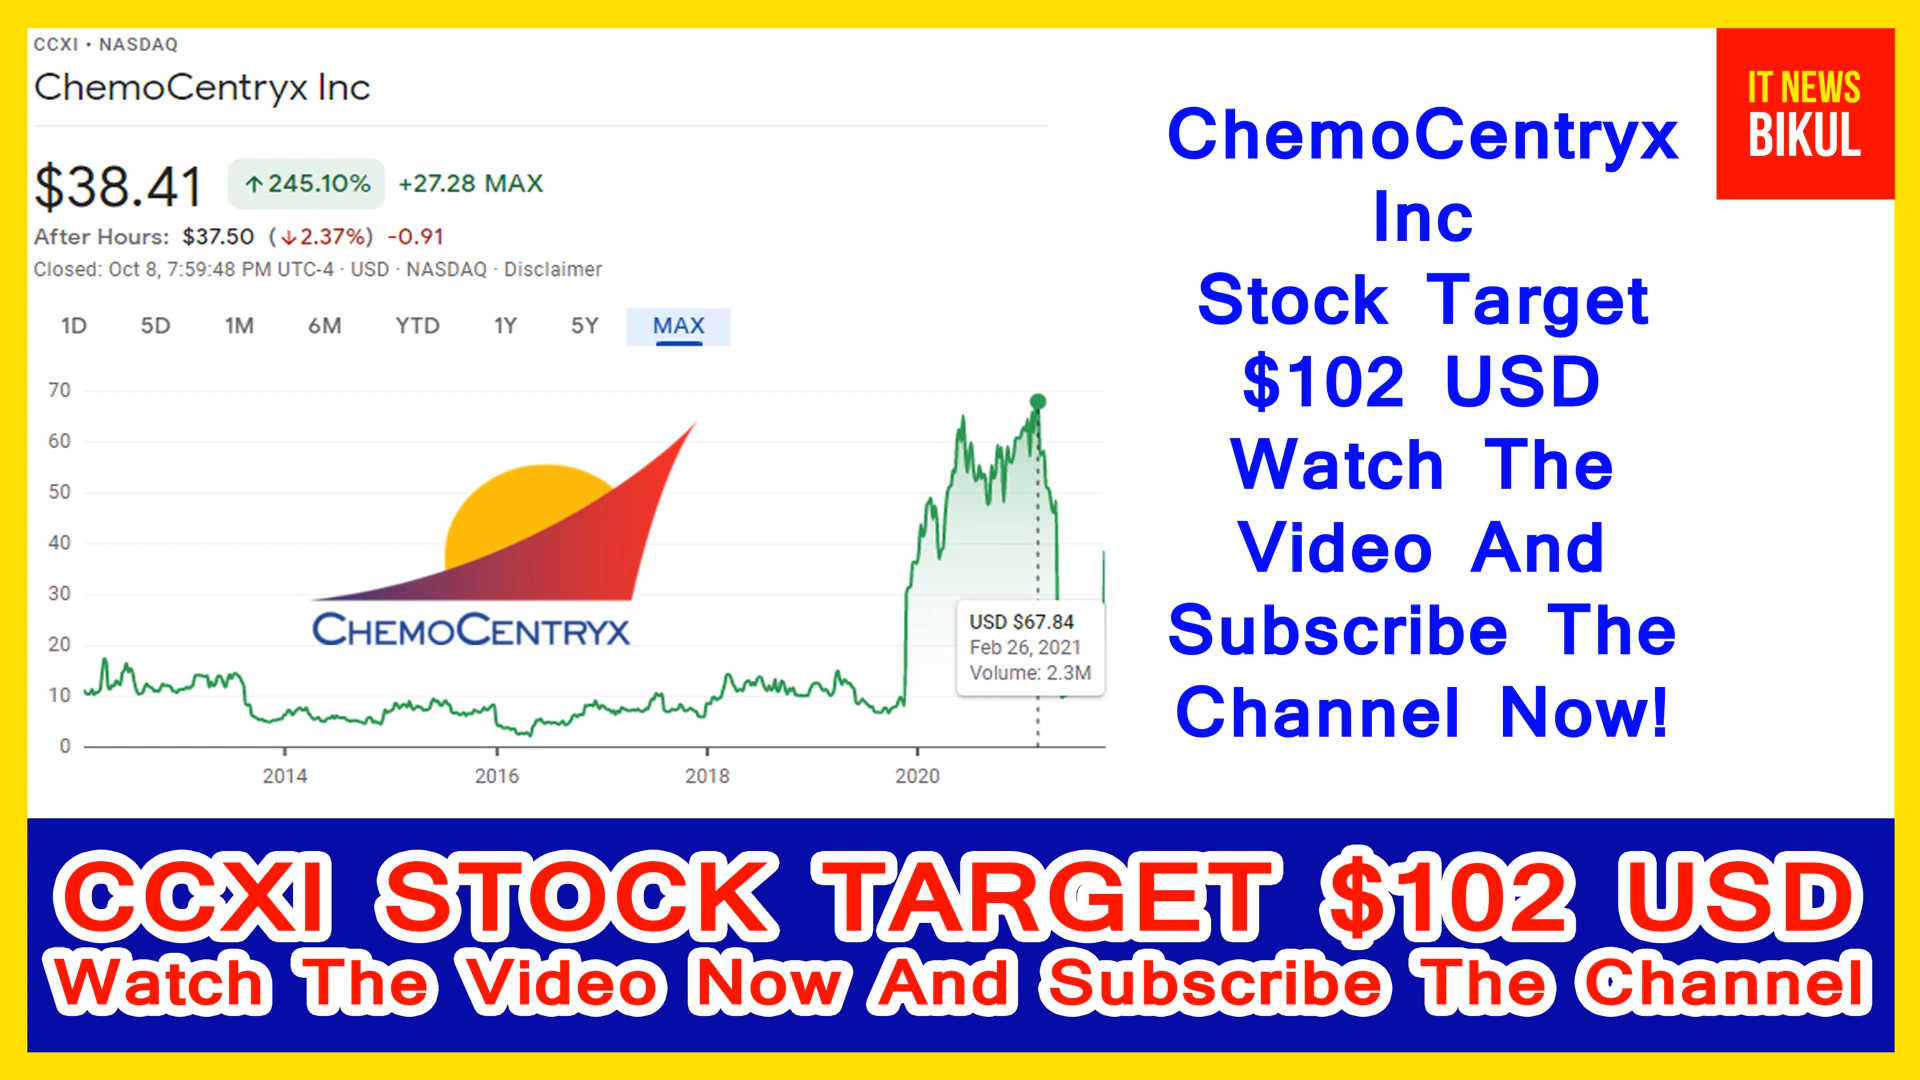 CCXI • NASDAQ
ChemoCentryx Inc
$38.41 ↑245.10% +27.28 MAX
After Hours: $37.50 (↓2.37%) -0.91
Closed: Oct 8, 7:59:48 PM UTC-4 · USD · NASDAQ · Disclaimer
1D 5D 1M 6M YTD 1Y 5Y MAX
70
60
50
40
30
20
10
0
2014 2016 2018 2020
CHEMOCENTRYX
USD $67.84
Feb 26, 2021
Volume: 2.3M
ChemoCentryx
Inc
Stock Target
$102 USD
Watch The
Video And
Subscribe The
Channel Now!
IT NEWS
BIKUL
CCXI STOCK TARGET $102 USD
Watch The Video Now And Subscribe The Channel